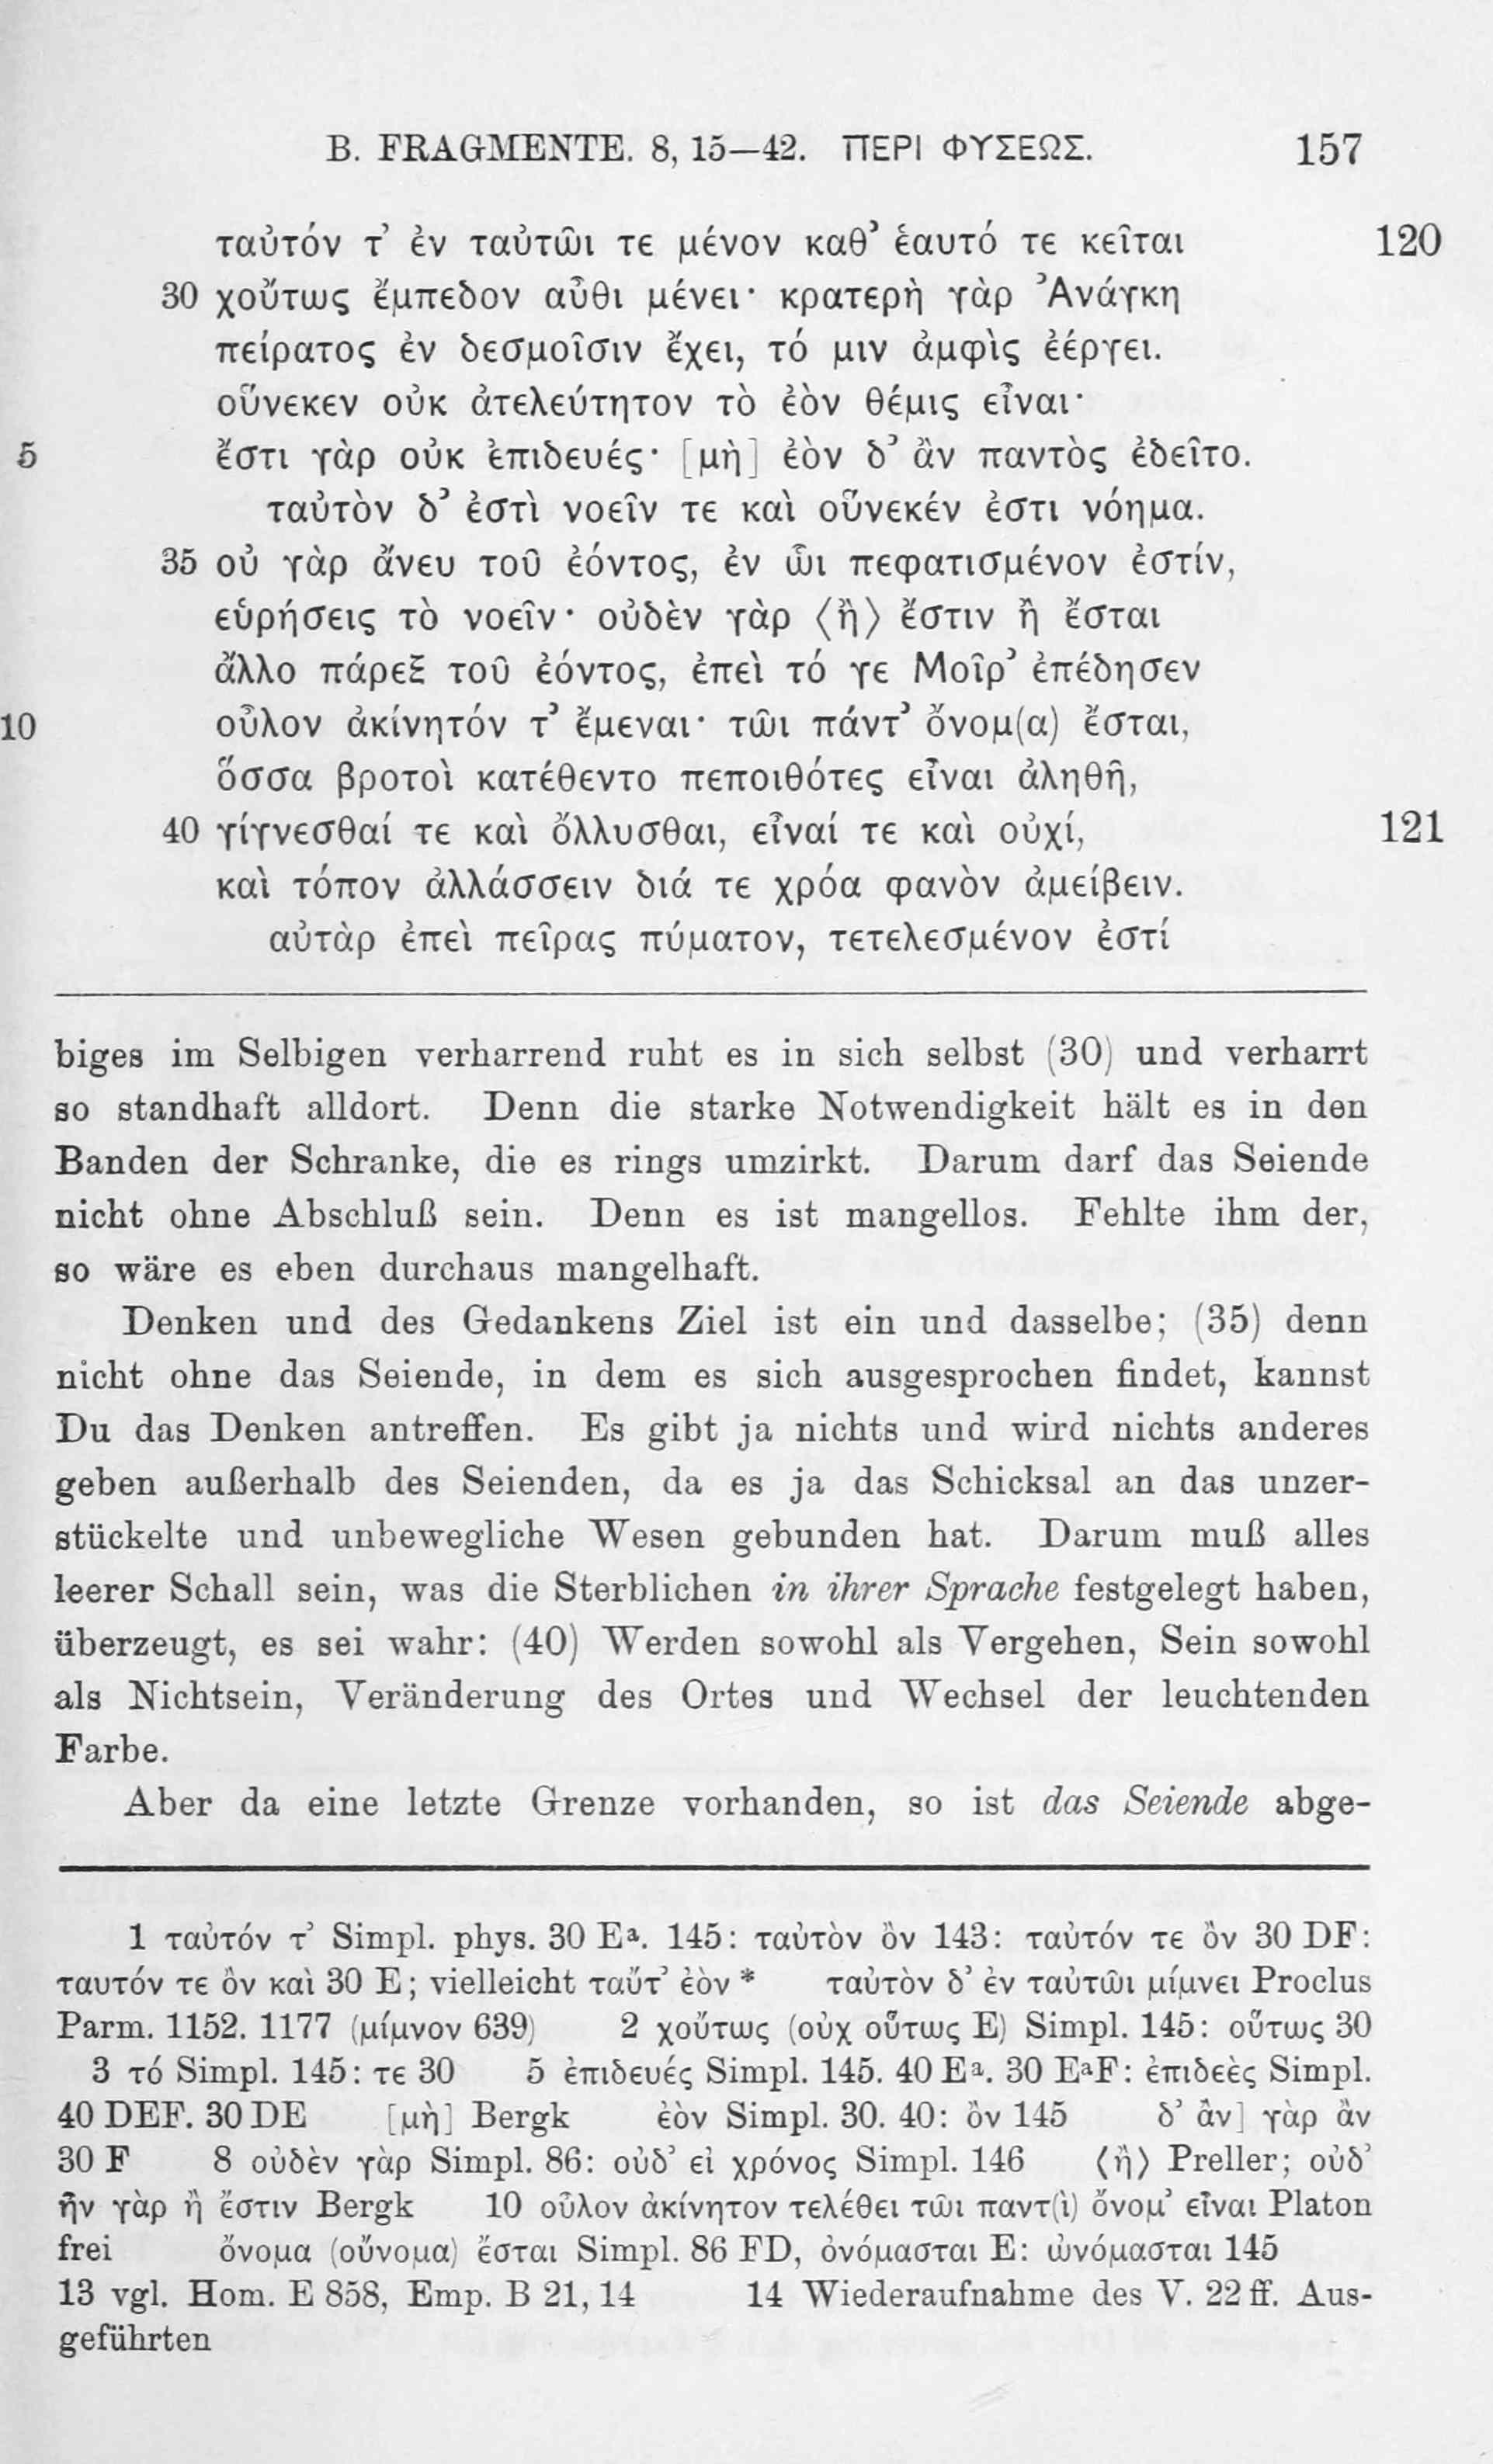 B. FRAGMENTE. 8, 15—42. ΠΕΡΙ ΦΥΣΕΩΣ. 157
ταὐτόν τ’ ἐν ταὐτῶι τε μένον καθ’ ἑαυτό τε κεῖται 120
30 χοὔτως ἔμπεδον αὖθι μένει· κρατερὴ γὰρ Ἀνάγκη
πείρατος ἐν δεσμοῖσιν ἔχει, τό μιν ἀμφὶς ἐέργει.
οὕνεκεν οὐκ ἀτελεύτητον τὸ ἐὸν θέμις εἶναι·
5 ἔστι γὰρ οὐκ ἐπιδευές· [μὴ] ἐὸν δ’ ἂν παντὸς ἐδεῖτο.
ταὐτὸν δ’ ἐστὶ νοεῖν τε καὶ οὕνεκέν ἐστι νόημα.
35 οὐ γὰρ ἄνευ τοῦ ἐόντος, ἐν ὧι πεφατισμένον ἐστίν,
εὑρήσεις τὸ νοεῖν· οὐδὲν γὰρ ⟨ἢ⟩ ἔστιν ἢ ἔσται
ἄλλο πάρεξ τοῦ ἐόντος, ἐπεὶ τό γε Μοῖρ’ ἐπέδησεν
10 οὖλον ἀκίνητόν τ’ ἔμεναι· τῶι πάντ’ ὄνομ(α) ἔσται,
ὅσσα βροτοὶ κατέθεντο πεποιθότες εἶναι ἀληθῆ,
40 γίγνεσθαί τε καὶ ὄλλυσθαι, εἶναί τε καὶ οὐχί, 121
καὶ τόπον ἀλλάσσειν διά τε χρόα φανὸν ἀμείβειν.
αὐτὰρ ἐπεὶ πεῖρας πύματον, τετελεσμένον ἐστί
biges im Selbigen verharrend ruht es in sich selbst (30) und verharrt
so standhaft alldort. Denn die starke Notwendigkeit hält es in den
Banden der Schranke, die es rings umzirkt. Darum darf das Seiende
nicht ohne Abschluß sein. Denn es ist mangellos. Fehlte ihm der,
so wäre es eben durchaus mangelhaft.
Denken und des Gedankens Ziel ist ein und dasselbe; (35) denn
nicht ohne das Seiende, in dem es sich ausgesprochen findet, kannst
Du das Denken antreffen. Es gibt ja nichts und wird nichts anderes
geben außerhalb des Seienden, da es ja das Schicksal an das unzer-
stückelte und unbewegliche Wesen gebunden hat. Darum muß alles
leerer Schall sein, was die Sterblichen in ihrer Sprache festgelegt haben,
überzeugt, es sei wahr: (40) Werden sowohl als Vergehen, Sein sowohl
als Nichtsein, Veränderung des Ortes und Wechsel der leuchtenden
Farbe.
Aber da eine letzte Grenze vorhanden, so ist das Seiende abge-
1 ταὐτόν τ’ Simpl. phys. 30 Eᵃ. 145: ταὐτὸν ὂν 143: ταὐτόν τε ὂν 30 DF:
ταυτόν τε ὂν καὶ 30 E; vielleicht ταὔτ’ ἐὸν * ταὐτὸν δ’ ἐν ταὐτῶι μίμνει Proclus
Parm. 1152. 1177 (μίμνον 639) 2 χοὔτως (οὐχ οὕτως E) Simpl. 145: οὕτως 30
3 τό Simpl. 145: τε 30 5 ἐπιδευές Simpl. 145. 40 Eᵃ. 30 EᵃF: ἐπιδεὲς Simpl.
40 DEF. 30 DE [μὴ] Bergk ἐὸν Simpl. 30. 40: ὂν 145 δ’ ἂν] γὰρ ἂν
30 F 8 οὐδὲν γὰρ Simpl. 86: οὐδ’ εἰ χρόνος Simpl. 146 ⟨ἢ⟩ Preller; οὐδ’
ἦν γὰρ ἢ ἔστιν Bergk 10 οὖλον ἀκίνητον τελέθει τῶι παντ(ὶ) ὄνομ’ εἶναι Platon
frei ὄνομα (οὔνομα) ἔσται Simpl. 86 FD, ὀνόμασται E: ὠνόμασται 145
13 vgl. Hom. E 858, Emp. B 21, 14 14 Wiederaufnahme des V. 22 ff. Aus-
geführten